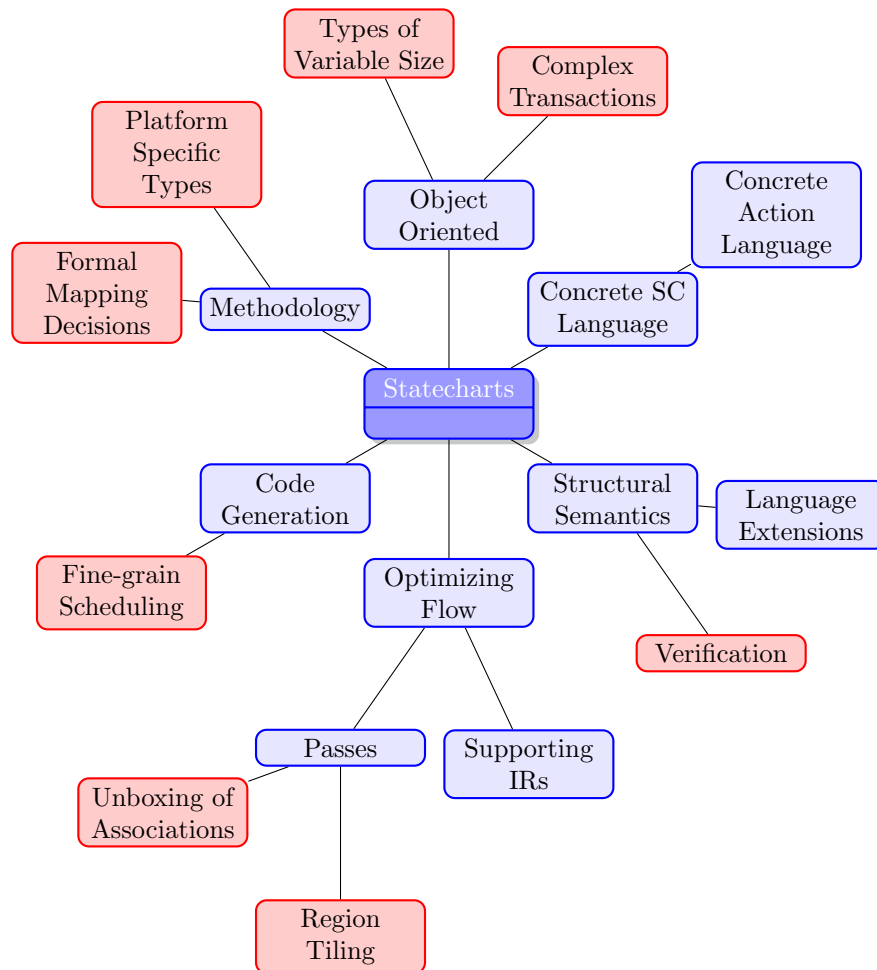 Types of
Variable Size
Complex
Transactions
Platform
Specific
Types
Concrete
Action
Language
Object
Oriented
Formal
Mapping
Decisions
Methodology
Concrete SC
Language
Statecharts
Code
Generation
Structural
Semantics
Language
Extensions
Fine-grain
Scheduling
Optimizing
Flow
Verification
Passes
Supporting
IRs
Unboxing of
Associations
Region
Tiling